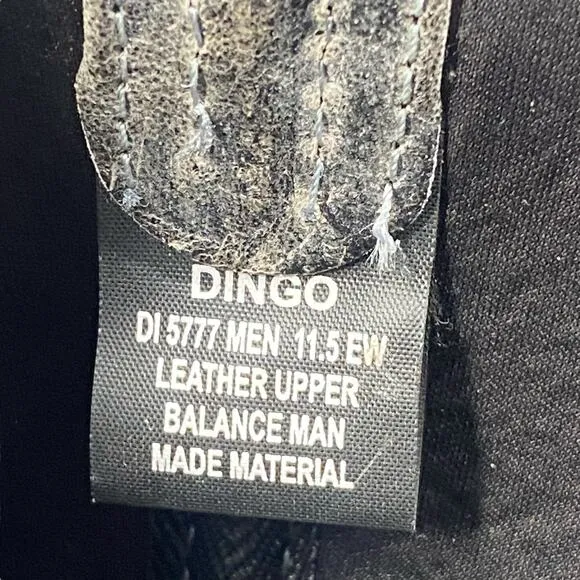 DINGO
DI 5777 MEN 11.5 EW
LEATHER UPPER
BALANCE MAN
MADE MATERIAL